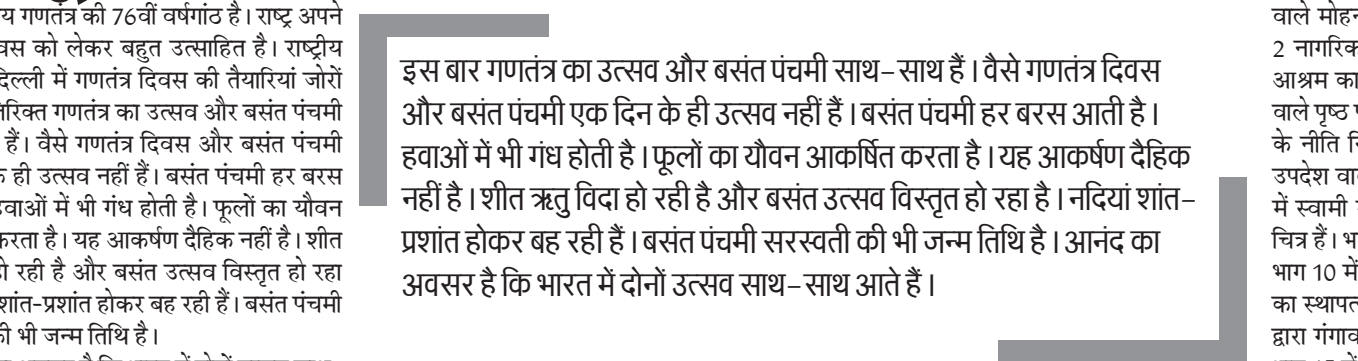 गणतंत्र की 76वीं वर्षगांठ है। राष्ट्र अपने
को लेकर बहुत उत्साहित है। राष्ट्रीय
में गणतंत्र दिवस की तैयारियां जोरों
गणतंत्र का उत्सव और बसंत पंचमी
हैं। वैसे गणतंत्र दिवस और बसंत पंचमी
ही उत्सव नहीं हैं। बसंत पंचमी हर बरस
में भी गंध होती है। फूलों का यौवन
करता है। यह आकर्षण दैहिक नहीं है। शीत
रही है और बसंत उत्सव विस्तृत हो रहा
शांत-प्रशांत होकर बह रही हैं। बसंत पंचमी
भी जन्म तिथि है।
इस बार गणतंत्र का उत्सव और बसंत पंचमी साथ-साथ हैं। वैसे गणतंत्र दिवस
और बसंत पंचमी एक दिन के ही उत्सव नहीं हैं। बसंत पंचमी हर बरस आती है।
हवाओं में भी गंध होती है। फूलों का यौवन आकर्षित करता है। यह आकर्षण दैहिक
नहीं है। शीत ऋतु विदा हो रही है और बसंत उत्सव विस्तृत हो रहा है। नदियां शांत-
प्रशांत होकर बह रही हैं। बसंत पंचमी सरस्वती की भी जन्म तिथि है। आनंद का
अवसर है कि भारत में दोनों उत्सव साथ-साथ आते हैं।
वाले
2
आश्रम का
वाले पृष्ठ
के नीति
उपदेश
में स्वामी
चित्र हैं।
भाग 10 में
का
द्वारा